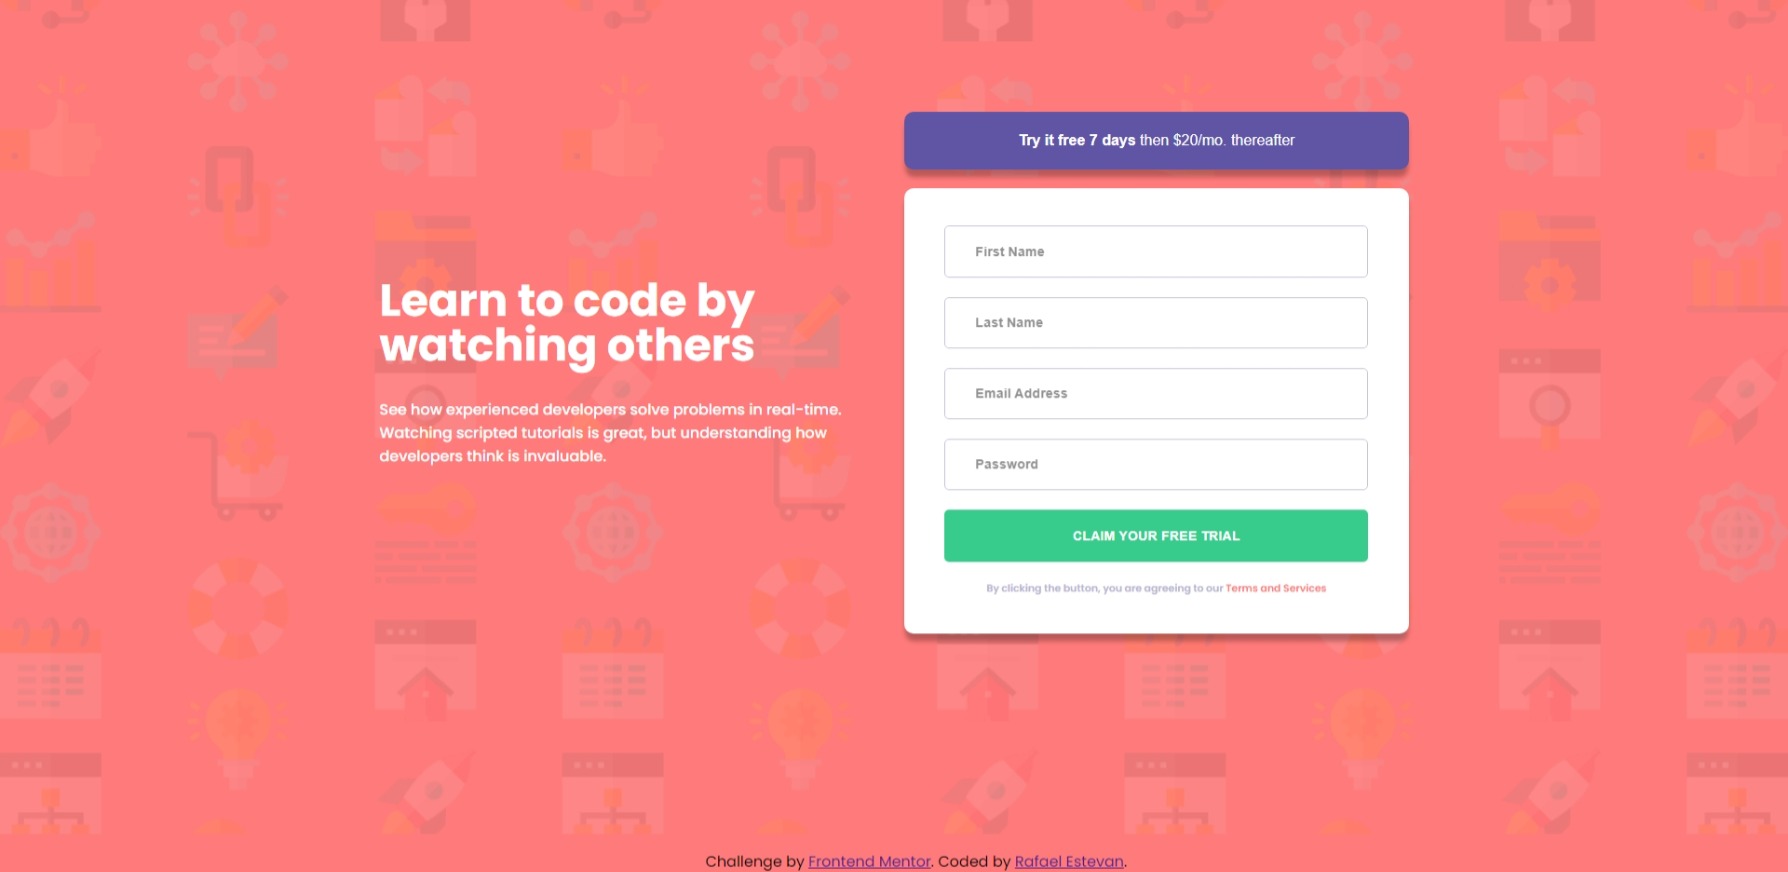 Learn to code by
watching others
See how experienced developers solve problems in real-time.
Watching scripted tutorials is great, but understanding how
developers think is invaluable.
Try it free 7 days then $20/mo. thereafter
First Name
Last Name
Email Address
Password
CLAIM YOUR FREE TRIAL
By clicking the button, you are agreeing to our Terms and Services
Challenge by Frontend Mentor. Coded by Rafael Estevan.